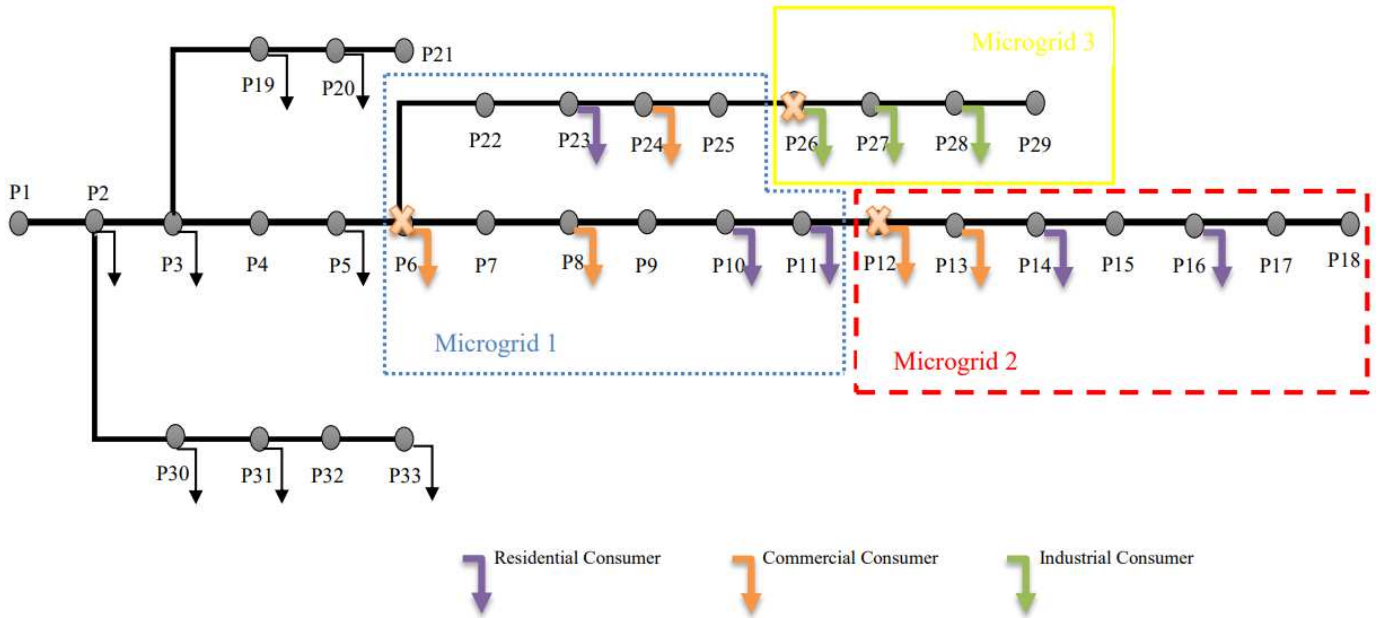 Microgrid 3
P19
P20
P21
P22
P23
P24
P25
P26
P27
P28
P29
P1
P2
P3
P4
P5
P6
P7
P8
P9
P10
P11
P12
P13
P14
P15
P16
P17
P18
Microgrid 1
Microgrid 2
P30
P31
P32
P33
Residential Consumer
Commercial Consumer
Industrial Consumer